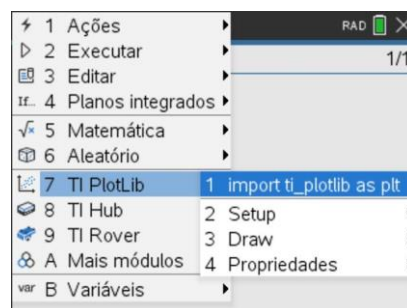 1 Ações
2 Executar
3 Editar
If... 4 Planos integrados
5 Matemática
6 Aleatório
7 TI PlotLib
8 TI Hub
9 TI Rover
A Mais módulos
var B Variáveis
RAD
1/1
1 import ti_plotlib as plt
2 Setup
3 Draw
4 Propriedades